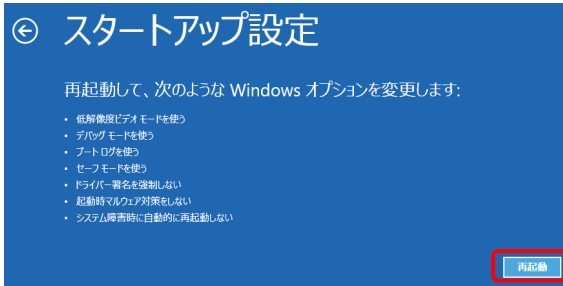 スタートアップ設定
再起動して、次のような Windows オプションを変更します:
• 低解像度ビデオ モードを使う
• デバッグ モードを使う
• ブート ログを使う
• セーフ モードを使う
• ドライバー署名を強制しない
• 起動時マルウェア対策をしない
• システム障害時に自動的に再起動しない
再起動